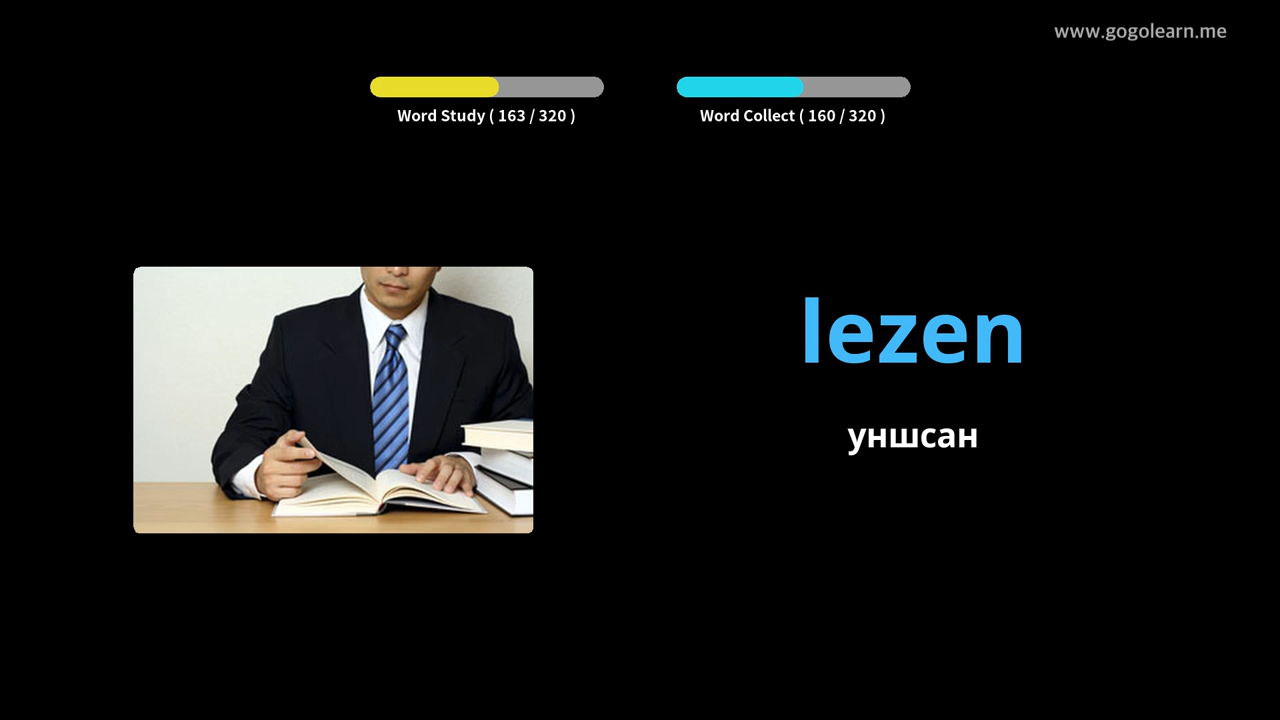 www.gogolearn.me
Word Study ( 163 / 320 )
Word Collect ( 160 / 320 )
lezen
уншсан